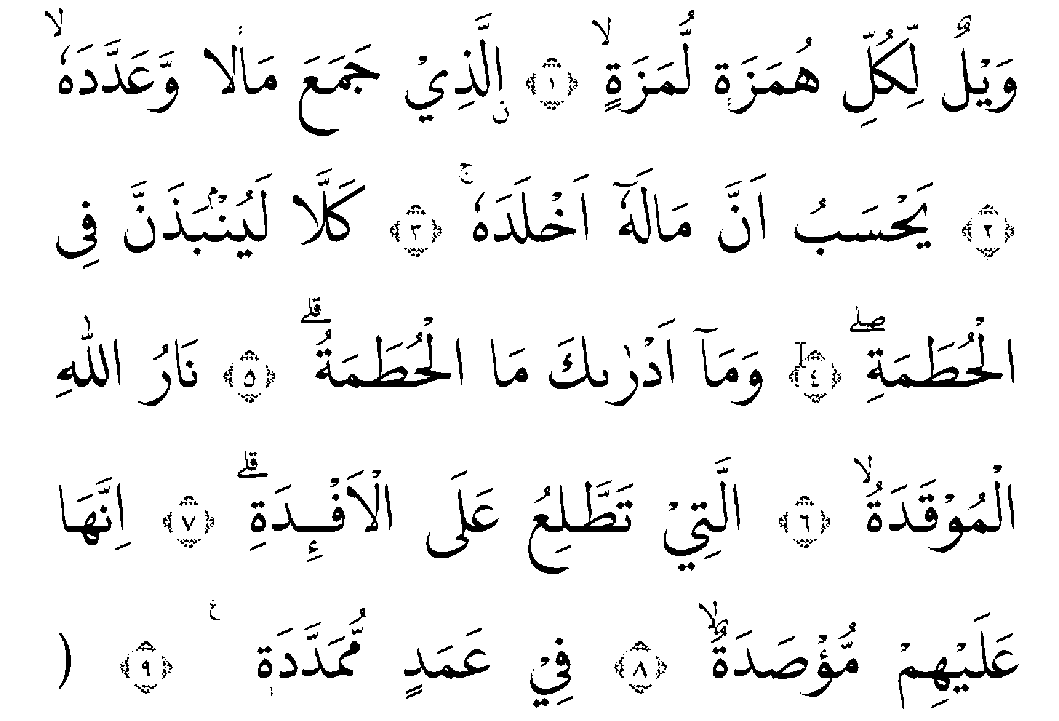 وَيْلٌ لِّكُلِّ هُمَزَةٍ لُّمَزَةٍۙ ۝١ ࣙالَّذِيْ جَمَعَ مَالًا وَّعَدَّدَهٗۙ
۝٢ يَحْسَبُ اَنَّ مَالَهٗٓ اَخْلَدَهٗۚ ۝٣ كَلَّا لَيُنْۢبَذَنَّ فِى
الْحُطَمَةِۖ ۝٤ وَمَآ اَدْرٰىكَ مَا الْحُطَمَةُۗ ۝٥ نَارُ اللّٰهِ
الْمُوْقَدَةُۙ ۝٦ الَّتِيْ تَطَّلِعُ عَلَى الْاَفْـِٕدَةِۗ ۝٧ اِنَّهَا
عَلَيْهِمْ مُّؤْصَدَةٌۙ ۝٨ فِيْ عَمَدٍ مُّمَدَّدَةٍ ࣖ ۝٩ (